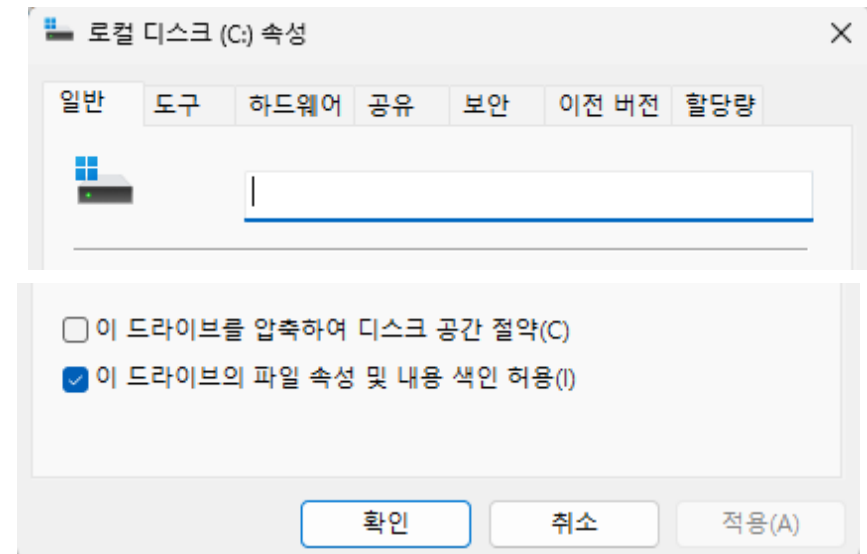 로컬 디스크 (C:) 속성
일반 도구 하드웨어 공유 보안 이전 버전 할당량
이 드라이브를 압축하여 디스크 공간 절약(C)
이 드라이브의 파일 속성 및 내용 색인 허용(I)
확인 취소 적용(A)